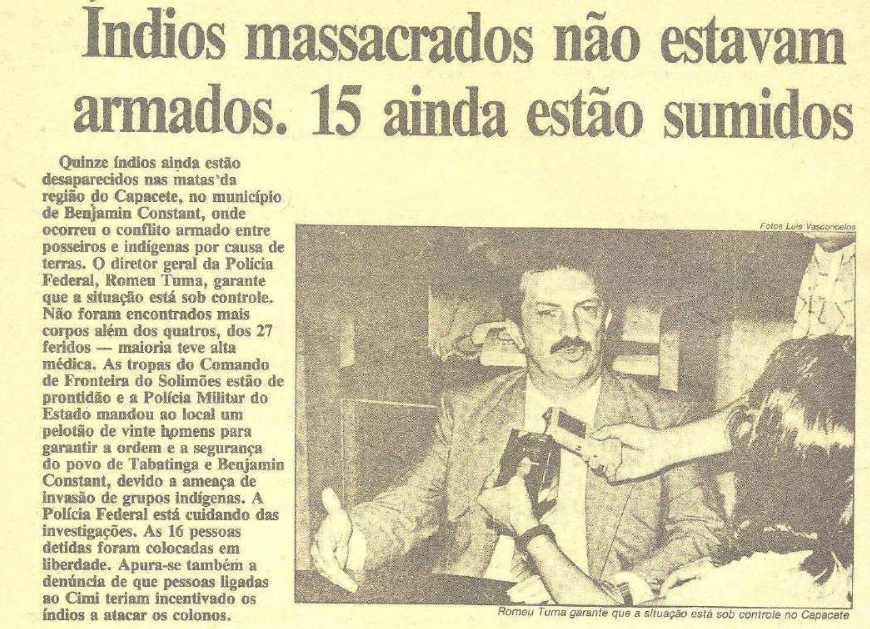 Índios massacrados não estavam
armados. 15 ainda estão sumidos
Quinze índios ainda estão
desaparecidos nas matas da
região do Capacete, no município
de Benjamin Constant, onde
ocorreu o conflito armado entre
posseiros e indígenas por causa de
terras. O diretor geral da Polícia
Federal, Romeu Tuma, garante
que a situação está sob controle.
Não foram encontrados mais
corpos além dos quatros, dos 27
feridos — maioria teve alta
médica. As tropas do Comando
de Fronteira do Solimões estão de
prontidão e a Polícia Militur do
Estado mandou ao local um
pelotão de vinte homens para
garantir a ordem e a segurança
do povo de Tabatinga e Benjamin
Constant, devido a ameaça de
invasão de grupos indígenas. A
Polícia Federal está cuidando das
investigações. As 16 pessoas
detidas foram colocadas em
liberdade. Apura-se também a
denúncia de que pessoas ligadas
ao Cimi teriam incentivado os
índios a atacar os colonos.
Fotos Luis Vasconcelos
Romeu Tuma garante que a situação está sob controle no Capacete